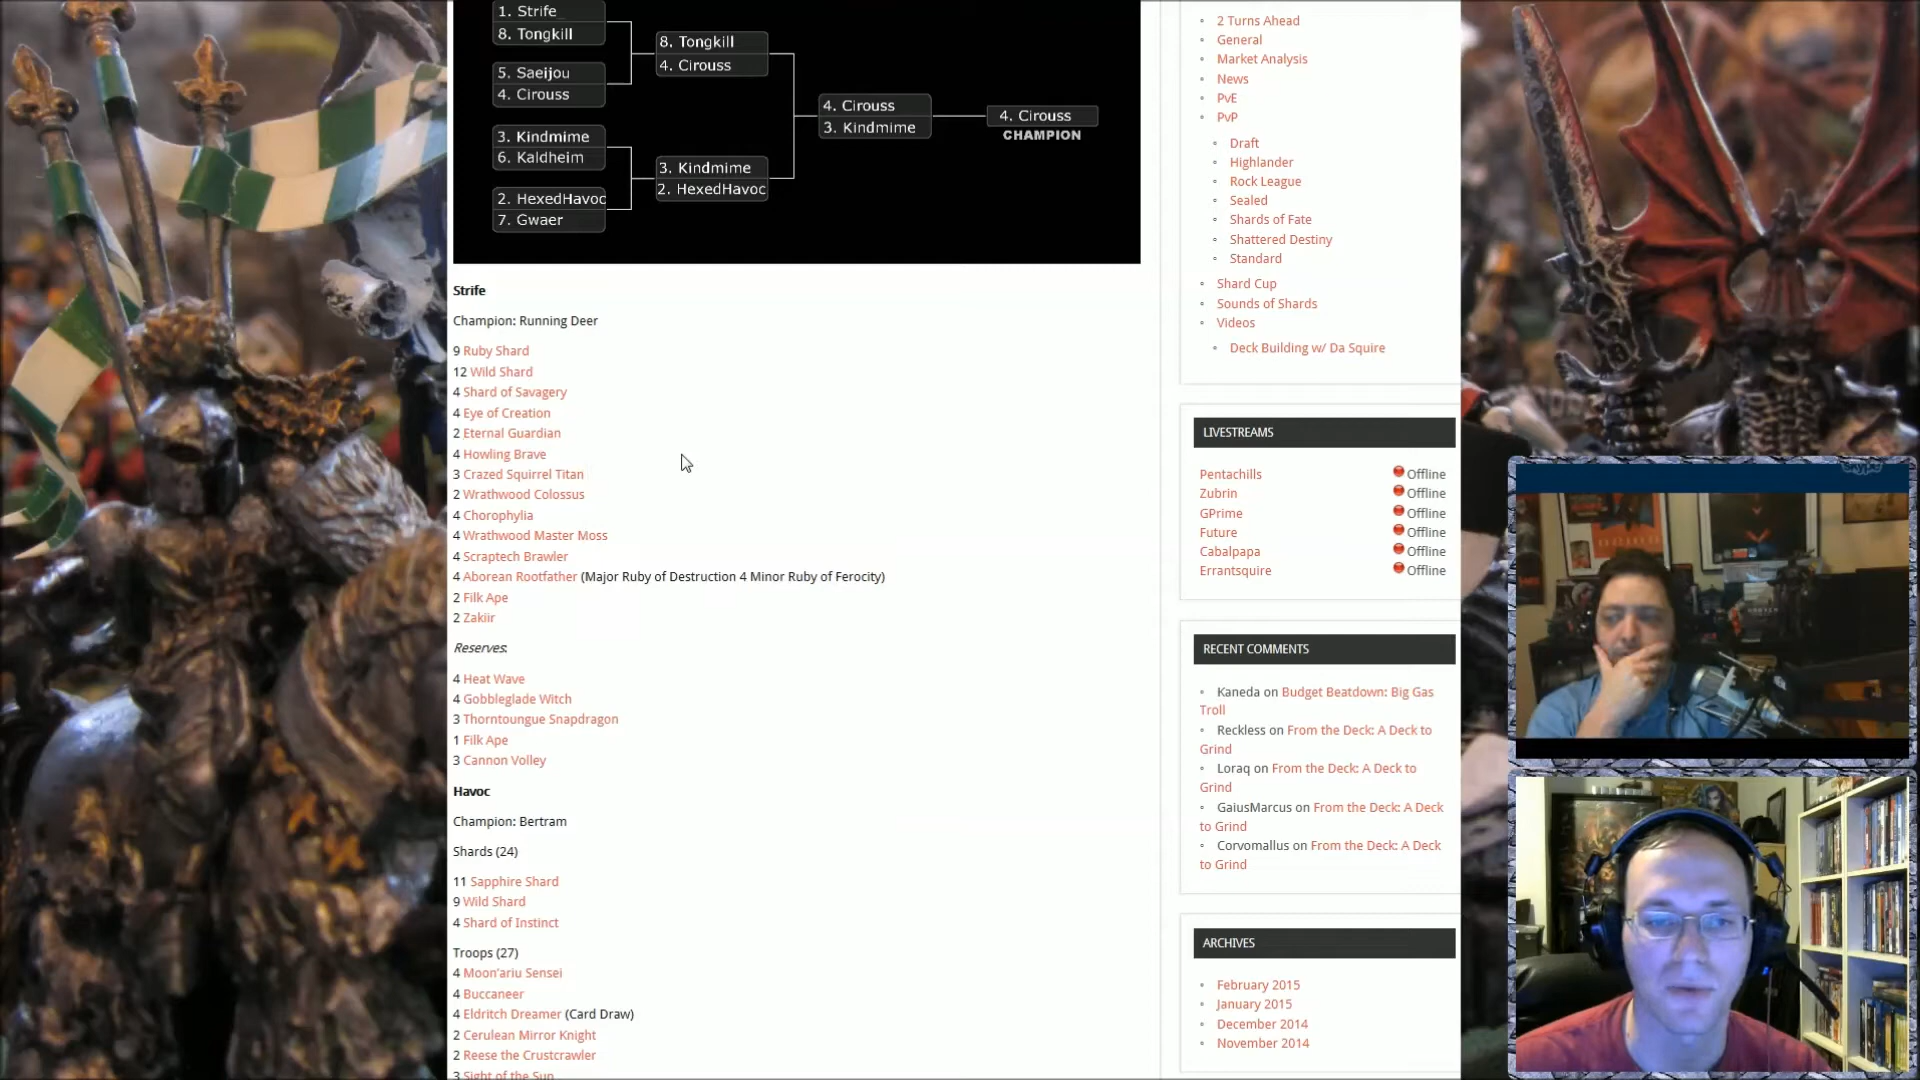 1. Strife
8. Tongkill
5. Saeijou
4. Cirouss
3. Kindmime
6. Kaldheim
2. HexedHavoc
7. Gwaer
8. Tongkill
4. Cirouss
3. Kindmime
2. HexedHavoc
4. Cirouss
3. Kindmime
4. Cirouss
CHAMPION
Strife
Champion: Running Deer
9 Ruby Shard
12 Wild Shard
4 Shard of Savagery
4 Eye of Creation
2 Eternal Guardian
4 Howling Brave
3 Crazed Squirrel Titan
2 Wrathwood Colossus
4 Chorophylia
4 Wrathwood Master Moss
4 Scraptech Brawler
4 Aborean Rootfather (Major Ruby of Destruction 4 Minor Ruby of Ferocity)
2 Filk Ape
2 Zakiir
Reserves:
4 Heat Wave
4 Gobbleglade Witch
3 Thorntoungue Snapdragon
1 Filk Ape
3 Cannon Volley
Havoc
Champion: Bertram
Shards (24)
11 Sapphire Shard
9 Wild Shard
4 Shard of Instinct
Troops (27)
4 Moon'ariu Sensei
4 Buccaneer
4 Eldritch Dreamer (Card Draw)
2 Cerulean Mirror Knight
2 Reese the Crustcrawler
3 Sight of the Sun
2 Turns Ahead
General
Market Analysis
News
PvE
PvP
Draft
Highlander
Rock League
Sealed
Shards of Fate
Shattered Destiny
Standard
Shard Cup
Sounds of Shards
Videos
Deck Building w/ Da Squire
LIVESTREAMS
Pentachills Offline
Zubrin Offline
GPrime Offline
Future Offline
Cabalpapa Offline
Errantsquire Offline
RECENT COMMENTS
Kaneda on Budget Beatdown: Big Gas
Troll
Reckless on From the Deck: A Deck to
Grind
Loraq on From the Deck: A Deck to
Grind
GaiusMarcus on From the Deck: A Deck
to Grind
Corvomallus on From the Deck: A Deck
to Grind
ARCHIVES
February 2015
January 2015
December 2014
November 2014